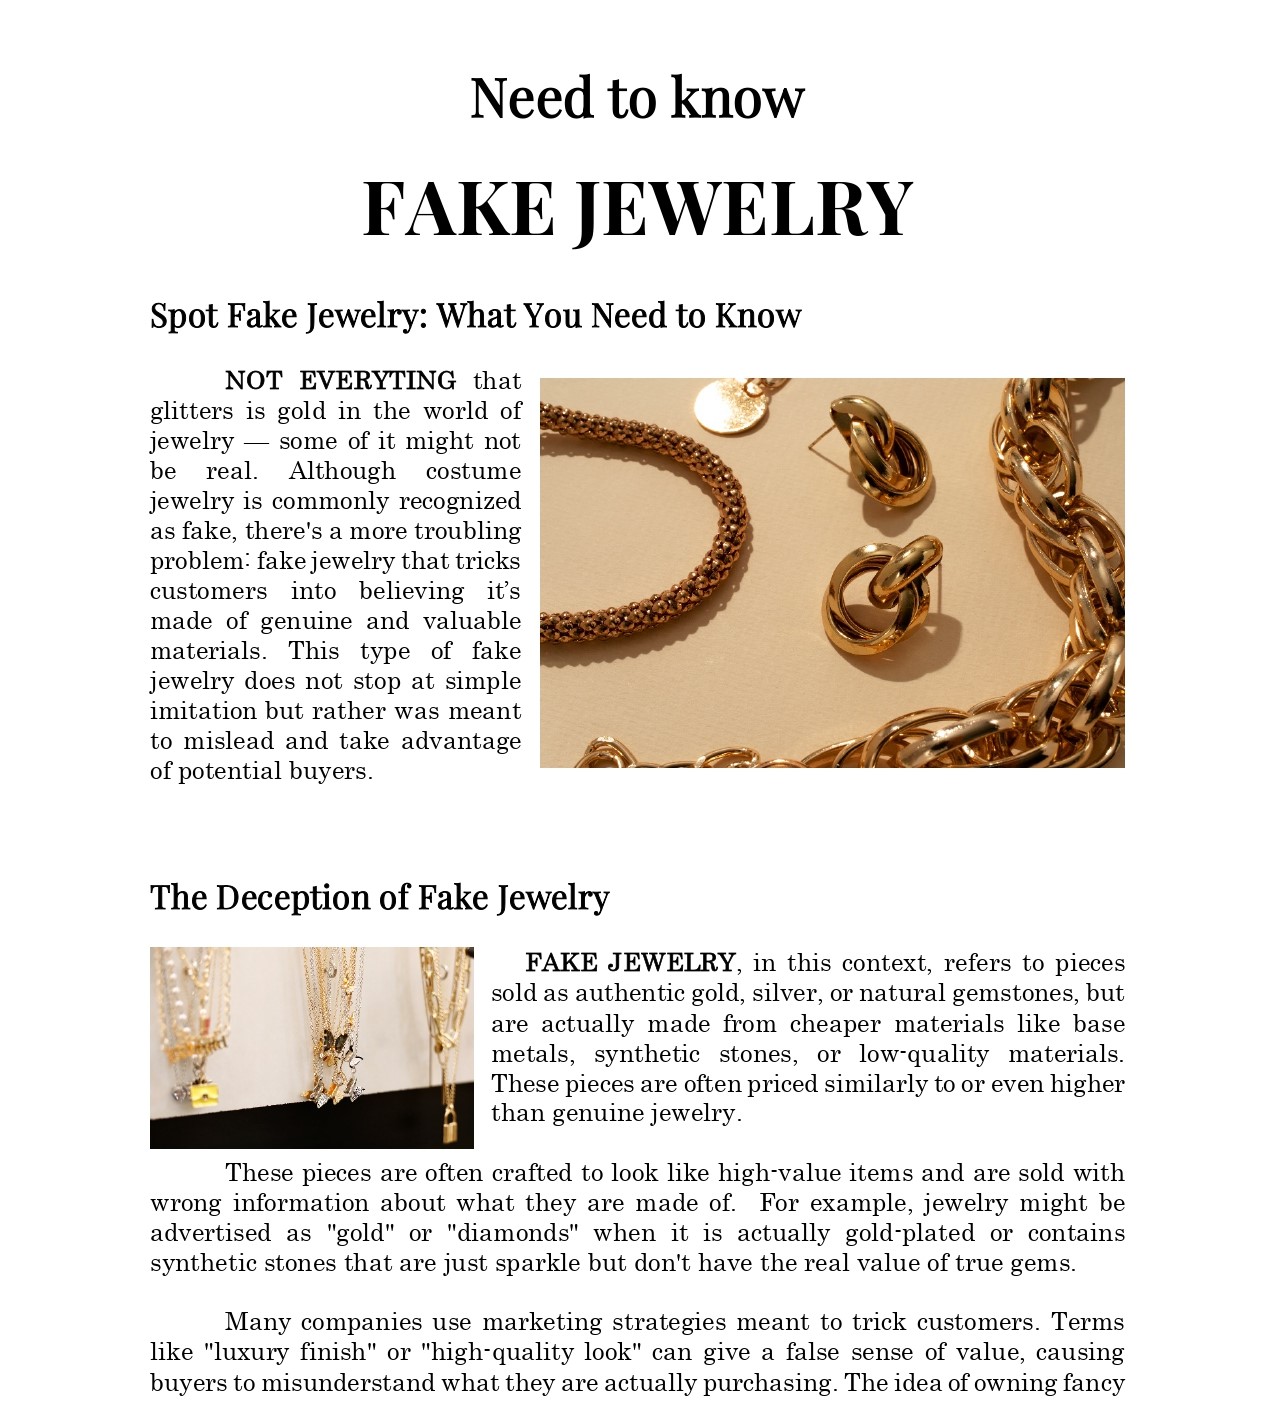 Need to know
FAKE JEWELRY
Spot Fake Jewelry: What You Need to Know
NOT EVERYTING that
glitters is gold in the world of
jewelry — some of it might not
be real. Although costume
jewelry is commonly recognized
as fake, there's a more troubling
problem: fake jewelry that tricks
customers into believing it’s
made of genuine and valuable
materials. This type of fake
jewelry does not stop at simple
imitation but rather was meant
to mislead and take advantage
of potential buyers.
The Deception of Fake Jewelry
FAKE JEWELRY, in this context, refers to pieces
sold as authentic gold, silver, or natural gemstones, but
are actually made from cheaper materials like base
metals, synthetic stones, or low-quality materials.
These pieces are often priced similarly to or even higher
than genuine jewelry.
These pieces are often crafted to look like high-value items and are sold with
wrong information about what they are made of.  For example, jewelry might be
advertised as "gold" or "diamonds" when it is actually gold-plated or contains
synthetic stones that are just sparkle but don't have the real value of true gems.
Many companies use marketing strategies meant to trick customers. Terms
like "luxury finish" or "high-quality look" can give a false sense of value, causing
buyers to misunderstand what they are actually purchasing. The idea of owning fancy